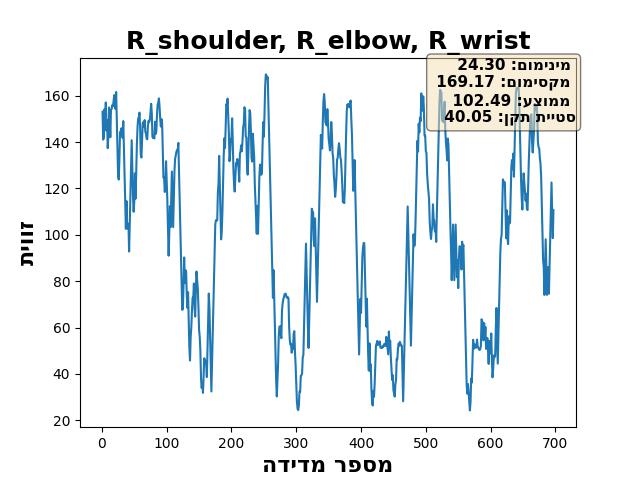 R_shoulder, R_elbow, R_wrist
מינימום: 24.30
מקסימום: 169.17
ממוצע: 102.49
סטיית תקן: 40.05
זווית
160
140
120
100
80
60
40
20
0 100 200 300 400 500 600 700
מספר מדידה